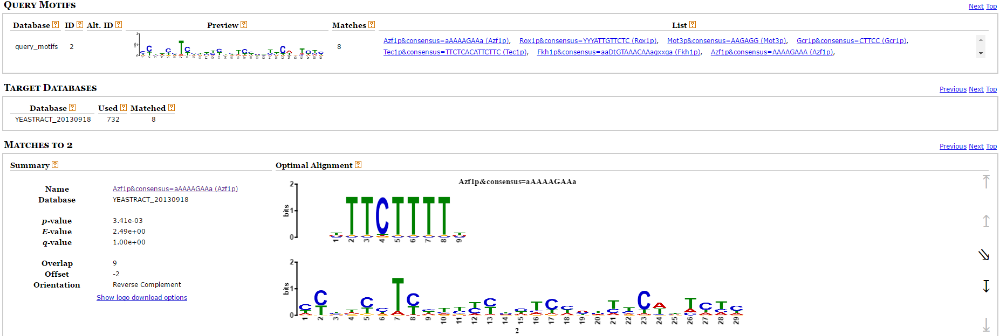 QUERY MOTIFS
Next Top
Database ? ID ? Alt. ID ? Preview ? Matches ? List ?
query_motifs 2 8 Azf1p&consensus=aAAAAGAAa (Azf1p), Rox1p&consensus=YYYATTGTTCTC (Rox1p), Mot3p&consensus=AAGAGG (Mot3p), Gcr1p&consensus=CTTCC (Gcr1p),
Tec1p&consensus=TTCTCACATTCTTC (Tec1p), Fkh1p&consensus=aaDtGTAAACAAagxxga (Fkh1p), Azf1p&consensus=AAAAGAAA (Azf1p),
TARGET DATABASES
Previous Next Top
Database ? Used ? Matched ?
YEASTRACT_20130918 732 8
MATCHES TO 2
Previous Next Top
Summary ? Optimal Alignment ?
Name Azf1p&consensus=aAAAAGAAa (Azf1p)
Database YEASTRACT_20130918
p-value 3.41e-03
E-value 2.49e+00
q-value 1.00e+00
Overlap 9
Offset -2
Orientation Reverse Complement
Show logo download options
Azf1p&consensus=aAAAAGAAa
bits
2
1
0
TTCTTTT
1 2 3 4 5 6 7 8 9
bits
2
1
0
1 2 3 4 5 6 7 8 9 10 11 12 13 14 15 16 17 18 19 20 21 22 23 24 25 26 27 28 29
2